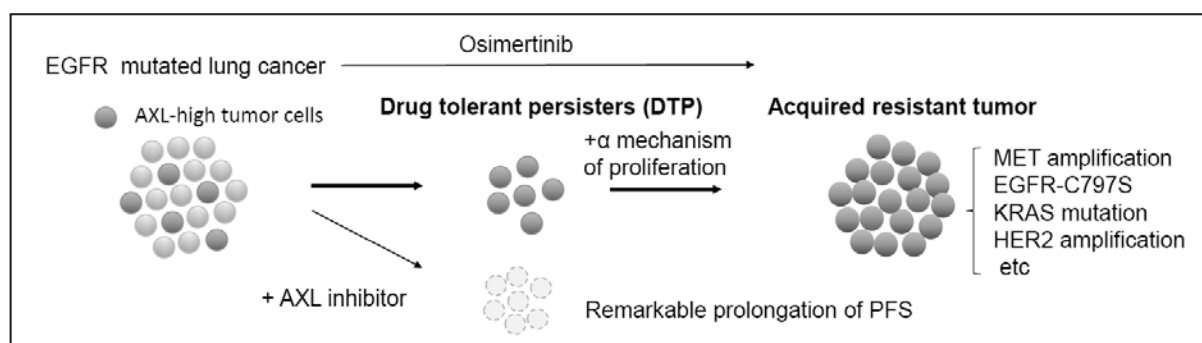 Osimertinib
EGFR mutated lung cancer
AXL-high tumor cells
Drug tolerant persisters (DTP)
Acquired resistant tumor
+α mechanism
of proliferation
MET amplification
EGFR-C797S
KRAS mutation
HER2 amplification
etc
+ AXL inhibitor
Remarkable prolongation of PFS